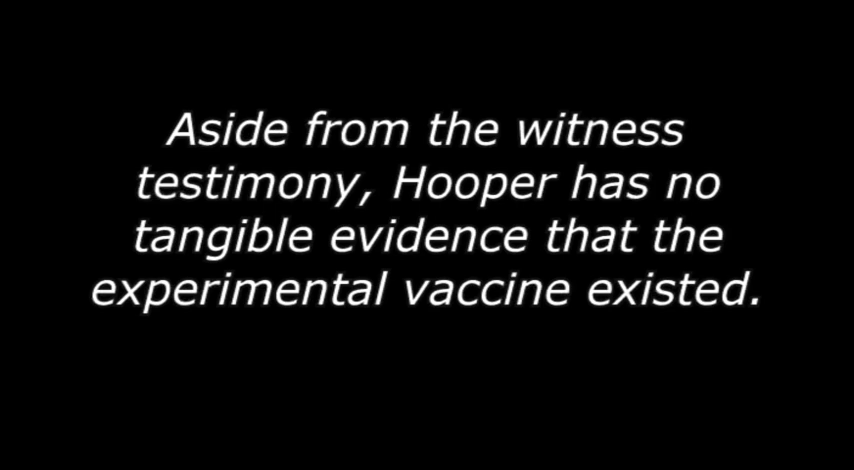 Aside from the witness
testimony, Hooper has no
tangible evidence that the
experimental vaccine existed.